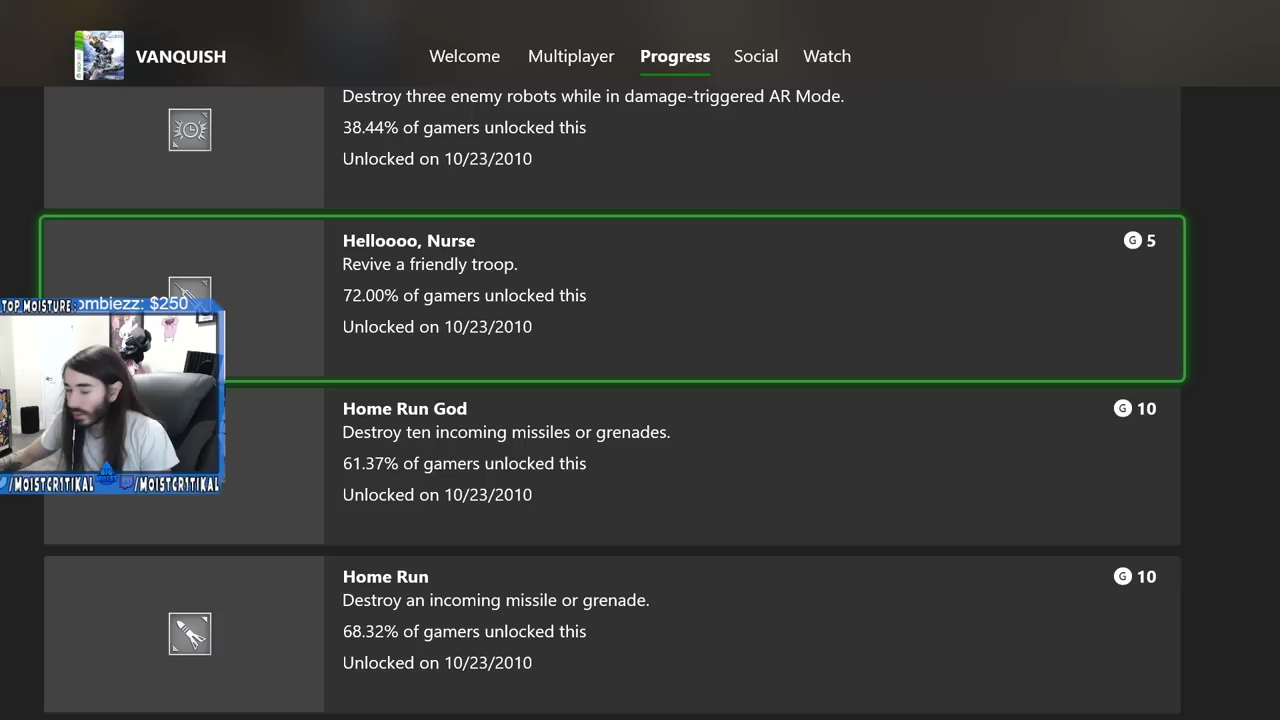 VANQUISH
Welcome
Multiplayer
Progress
Social
Watch
Destroy three enemy robots while in damage-triggered AR Mode.
38.44% of gamers unlocked this
Unlocked on 10/23/2010
Helloooo, Nurse
G 5
Revive a friendly troop.
72.00% of gamers unlocked this
Unlocked on 10/23/2010
TOP MOISTURE: ombiezz: $250
Home Run God
G 10
Destroy ten incoming missiles or grenades.
61.37% of gamers unlocked this
Unlocked on 10/23/2010
/MOISTCR1TIKAL
/MOISTCR1TIKAL
Home Run
G 10
Destroy an incoming missile or grenade.
68.32% of gamers unlocked this
Unlocked on 10/23/2010